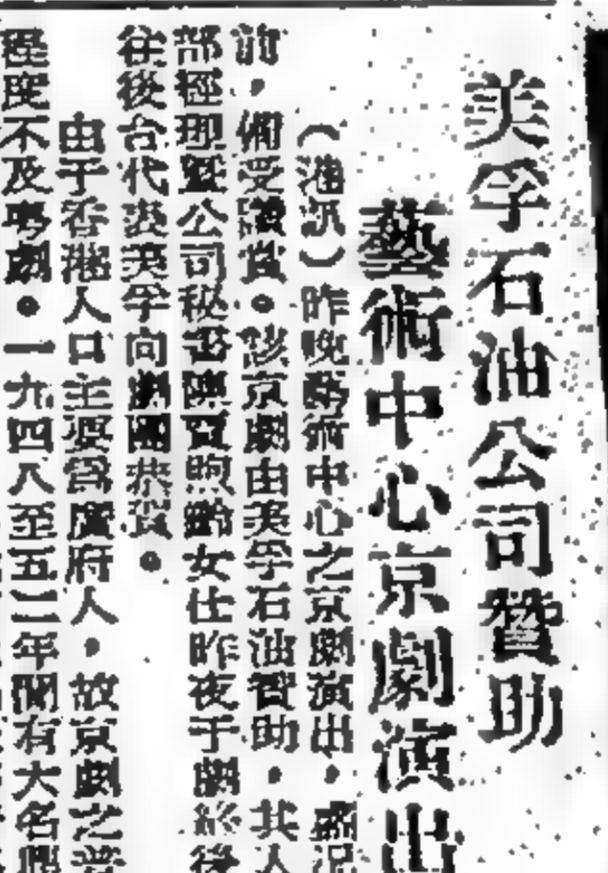 美孚石油公司贊助
藝術中心京劇演出
（港訊）昨晚藝術中心之京劇演出，盛況
前，備受讚賞。該京劇由美孚石油贊助，其人
部經理暨公司秘書陳 煦齡女仕昨夜于劇終後
往後台代表美孚向劇團恭賀。
由于香港人口主要為廣府人，故京劇之普
程度不及粵劇。一九四八至五二年間有大名鼎